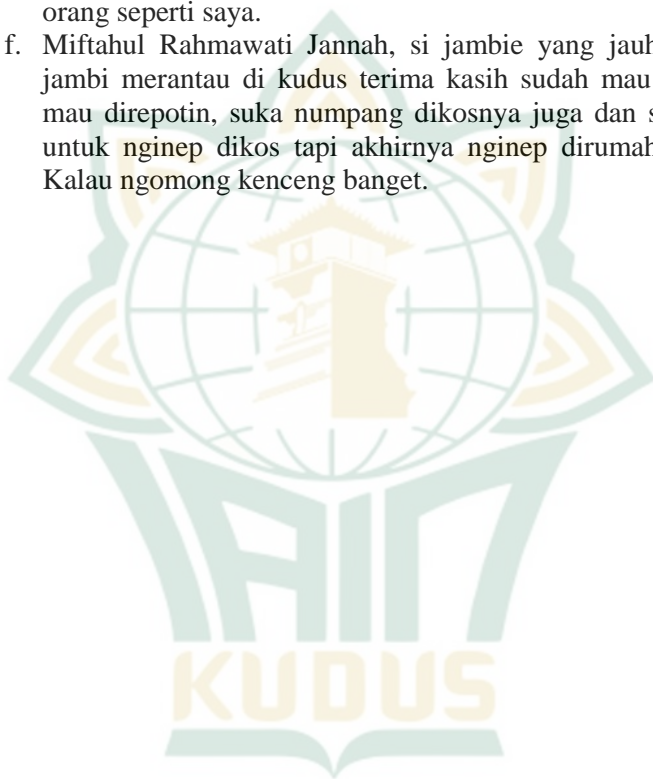 orang seperti saya.
f. Miftahul Rahmawati Jannah, si jambie yang jauh
jambi merantau di kudus terima kasih sudah mau
mau direpotin, suka numpang dikosnya juga dan s
untuk nginep dikos tapi akhirnya nginep dirumah
Kalau ngomong kenceng banget.
IAIN
KUDUS